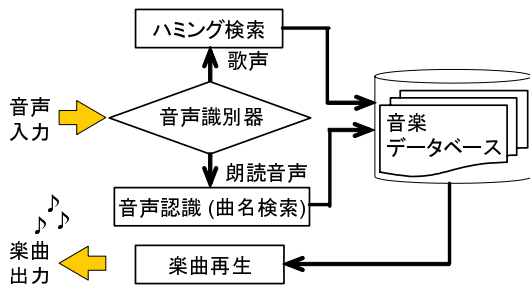 ハミング検索
歌声
音声
入力
音声識別器
音楽
データベース
朗読音声
音声認識 (曲名検索)
楽曲
出力
楽曲再生